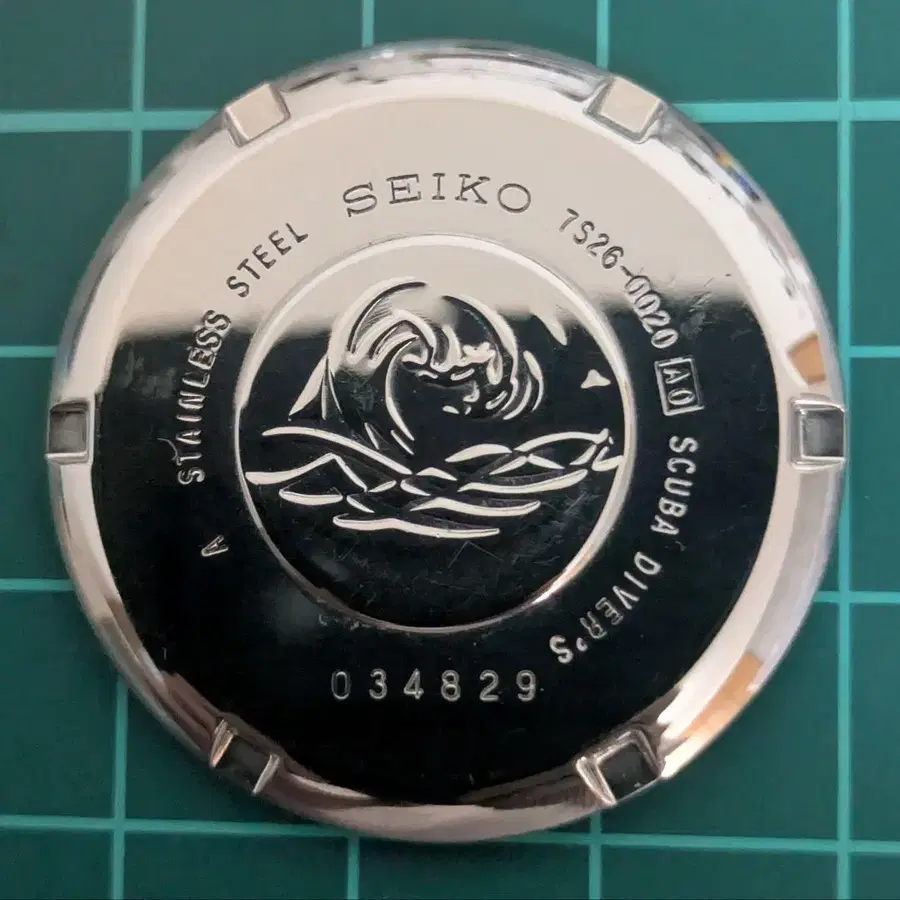 SEIKO
7S26-0020 A0 SCUBA DIVER'S
034829
A STAINLESS STEEL